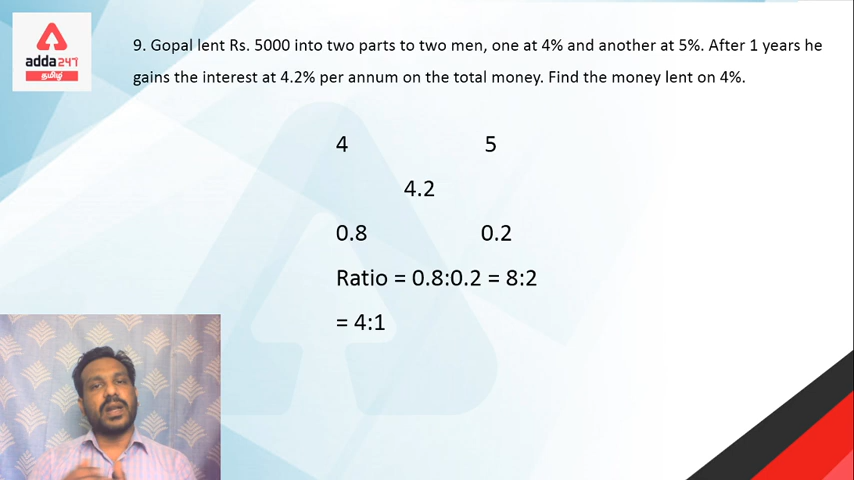 adda247
தமிழ்
9. Gopal lent Rs. 5000 into two parts to two men, one at 4% and another at 5%. After 1 years he
gains the interest at 4.2% per annum on the total money. Find the money lent on 4%.
4 5
4.2
0.8 0.2
Ratio = 0.8:0.2 = 8:2
= 4:1